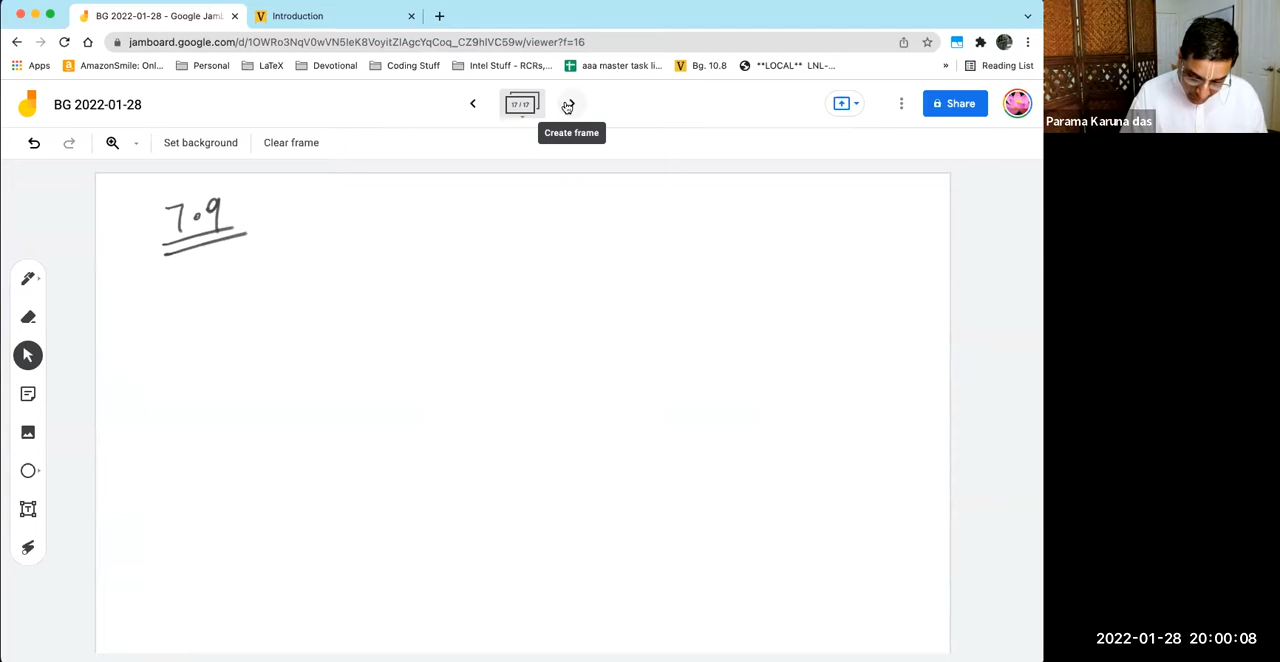 BG 2022-01-28 - Google Jam
Introduction
jamboard.google.com/d/1OWRo3NqV0wVN5leK8VoyitZlAgcYqCoq_CZ9hlVC59w/viewer?f=16
Apps AmazonSmile: Onl... Personal LaTeX Devotional Coding Stuff Intel Stuff - RCRs,... aaa master task li... Bg. 10.8 **LOCAL** LNL-... » Reading List
BG 2022-01-28
17 / 17
Share
Create frame
Set background Clear frame
7.9
Parama Karuna das
2022-01-28 20:00:08